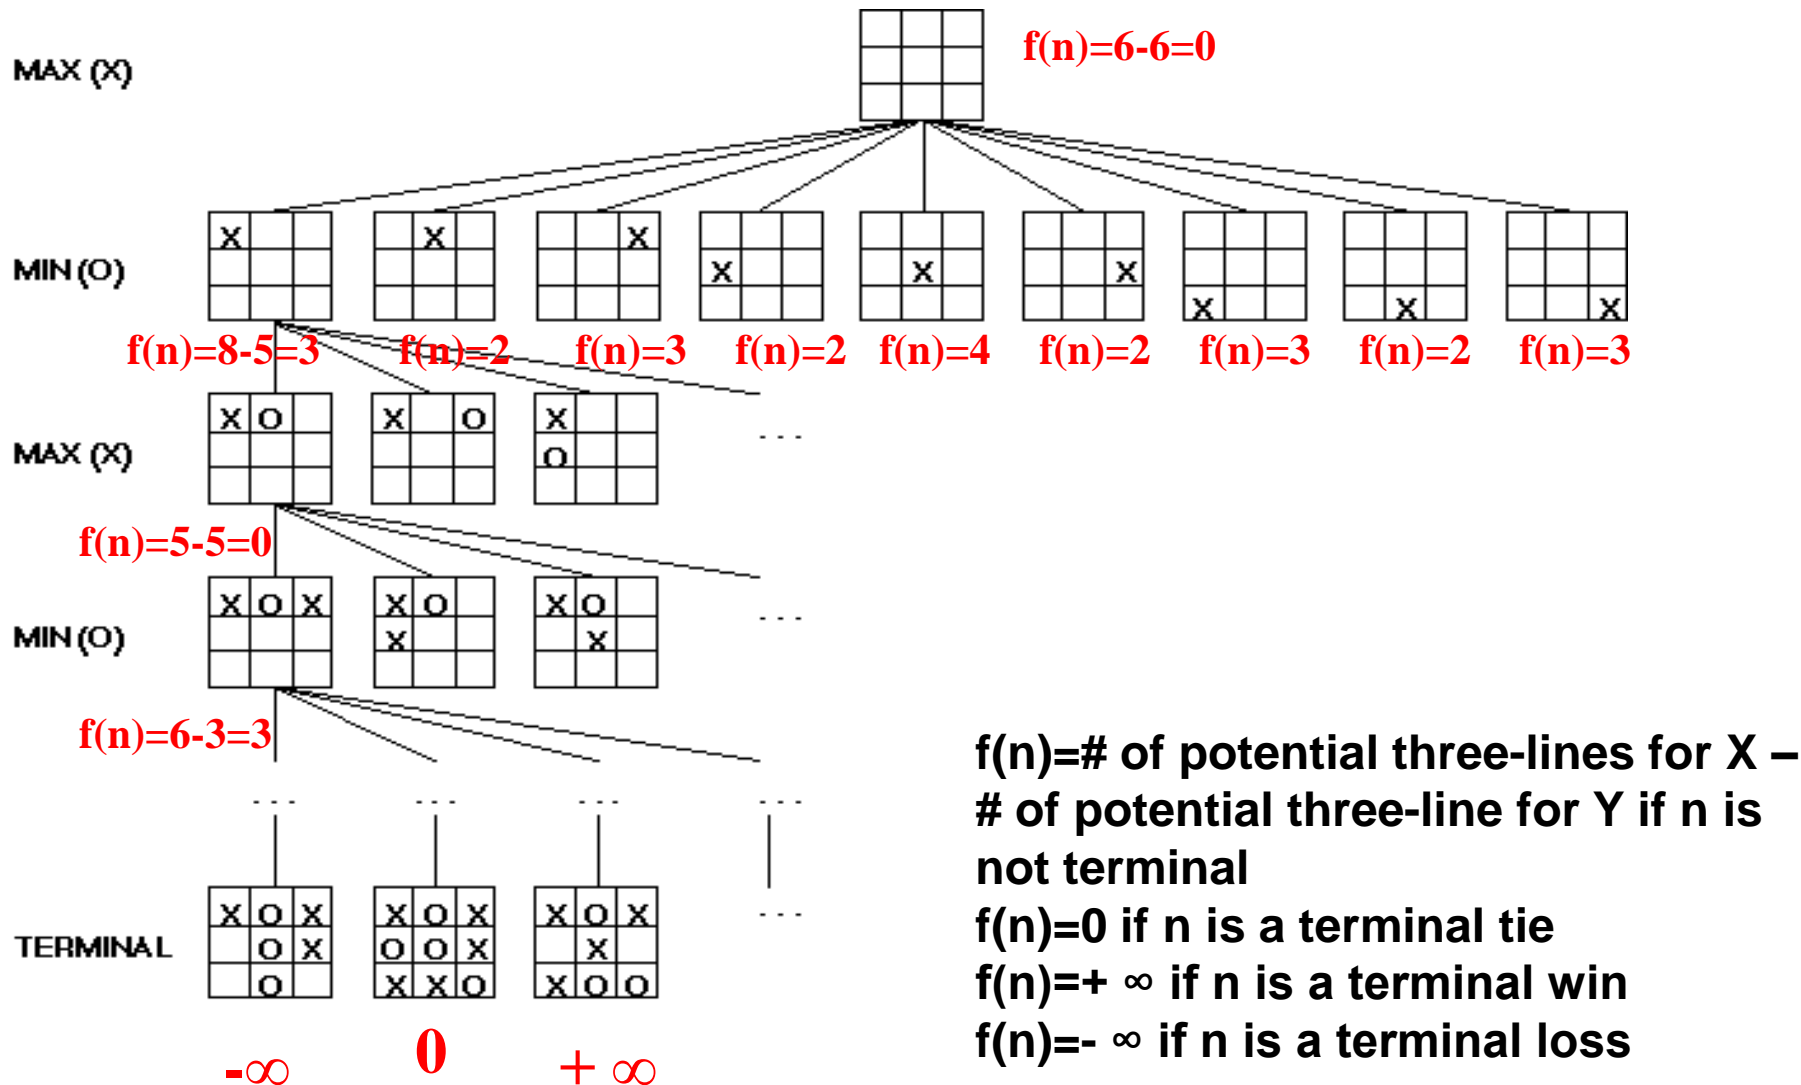 MAX (X)
f(n)=6-6=0
MIN (O)
X X X X X X X X X
f(n)=8-5=3 f(n)=2 f(n)=3 f(n)=2 f(n)=4 f(n)=2 f(n)=3 f(n)=2 f(n)=3
MAX (X)
X O X O X
O
. . .
f(n)=5-5=0
MIN (O)
X O X X O X O
X X
. . .
f(n)=6-3=3
. . . . . . . . . . . .
TERMINAL
X O X X O X X O X
O X O O X X
O X X O X O O
. . .
-∞ 0 + ∞
f(n)=# of potential three-lines for X –
# of potential three-line for Y if n is
not terminal
f(n)=0 if n is a terminal tie
f(n)=+ ∞ if n is a terminal win
f(n)=- ∞ if n is a terminal loss